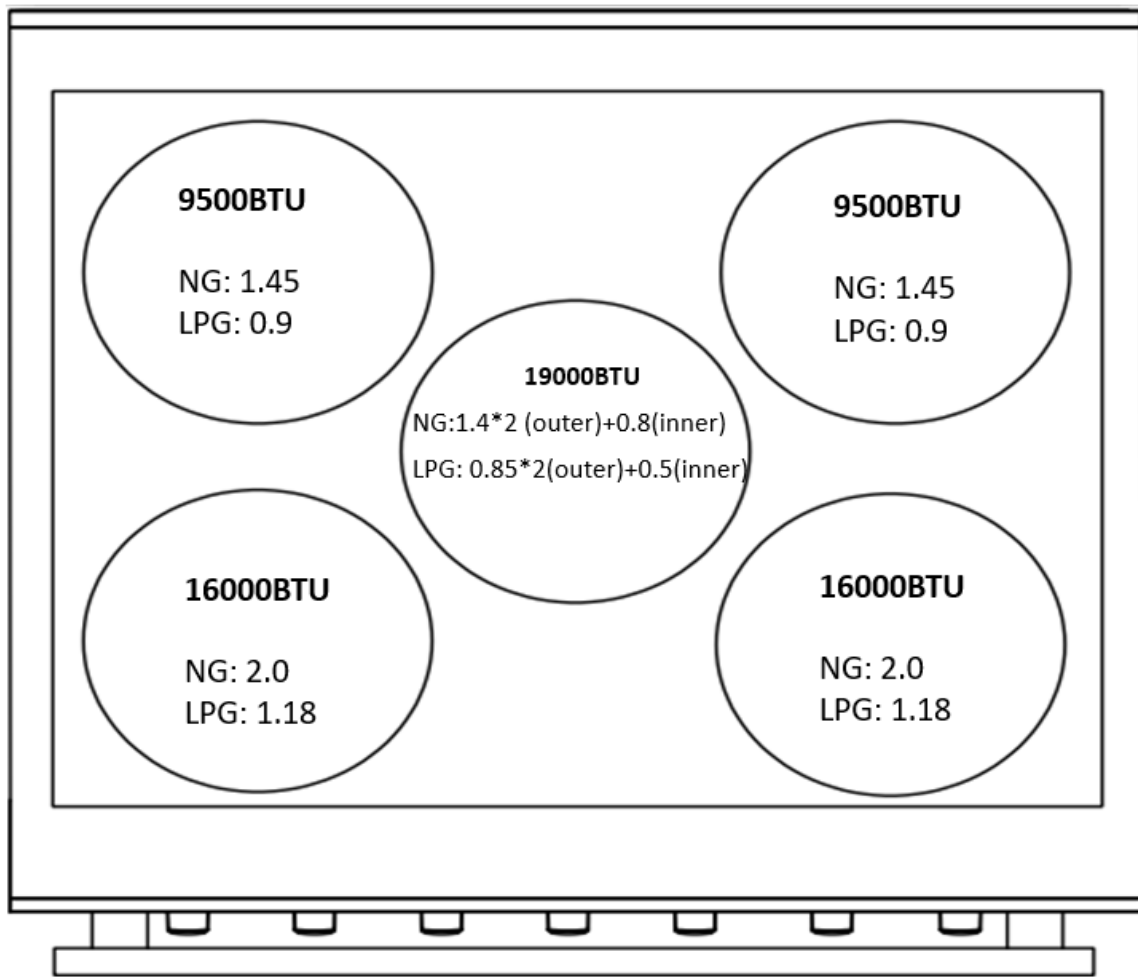 9500BTU
NG: 1.45
LPG: 0.9
9500BTU
NG: 1.45
LPG: 0.9
19000BTU
NG:1.4*2 (outer)+0.8(inner)
LPG: 0.85*2(outer)+0.5(inner)
16000BTU
NG: 2.0
LPG: 1.18
16000BTU
NG: 2.0
LPG: 1.18